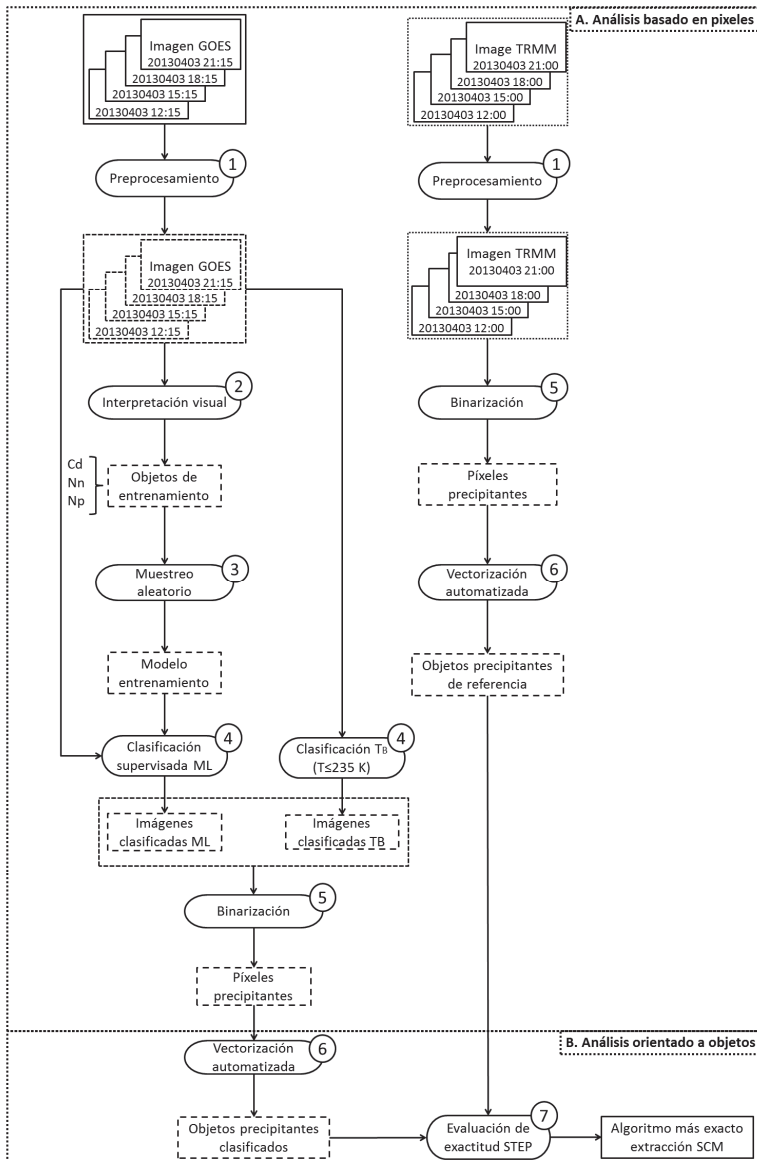 A. Análisis basado en pixeles
Imagen GOES
20130403 21:15
20130403 18:15
20130403 15:15
20130403 12:15
Image TRMM
20130403 21:00
20130403 18:00
20130403 15:00
20130403 12:00
1
Preprocesamiento
1
Preprocesamiento
Imagen GOES
20130403 21:15
20130403 18:15
20130403 15:15
20130403 12:15
Imagen TRMM
20130403 21:00
20130403 18:00
20130403 15:00
20130403 12:00
2
Interpretación visual
5
Binarización
Cd
Nn
Np
Objetos de
entrenamiento
Píxeles
precipitantes
3
Muestreo
aleatorio
6
Vectorización
automatizada
Modelo
entrenamiento
Objetos precipitantes
de referencia
4
Clasificación
supervisada ML
4
Clasificación TB
(T≤235 K)
Imágenes
clasificadas ML
Imágenes
clasificadas TB
5
Binarización
Píxeles
precipitantes
B. Análisis orientado a objetos
6
Vectorización
automatizada
Objetos precipitantes
clasificados
7
Evaluación de
exactitud STEP
Algoritmo más exacto
extracción SCM